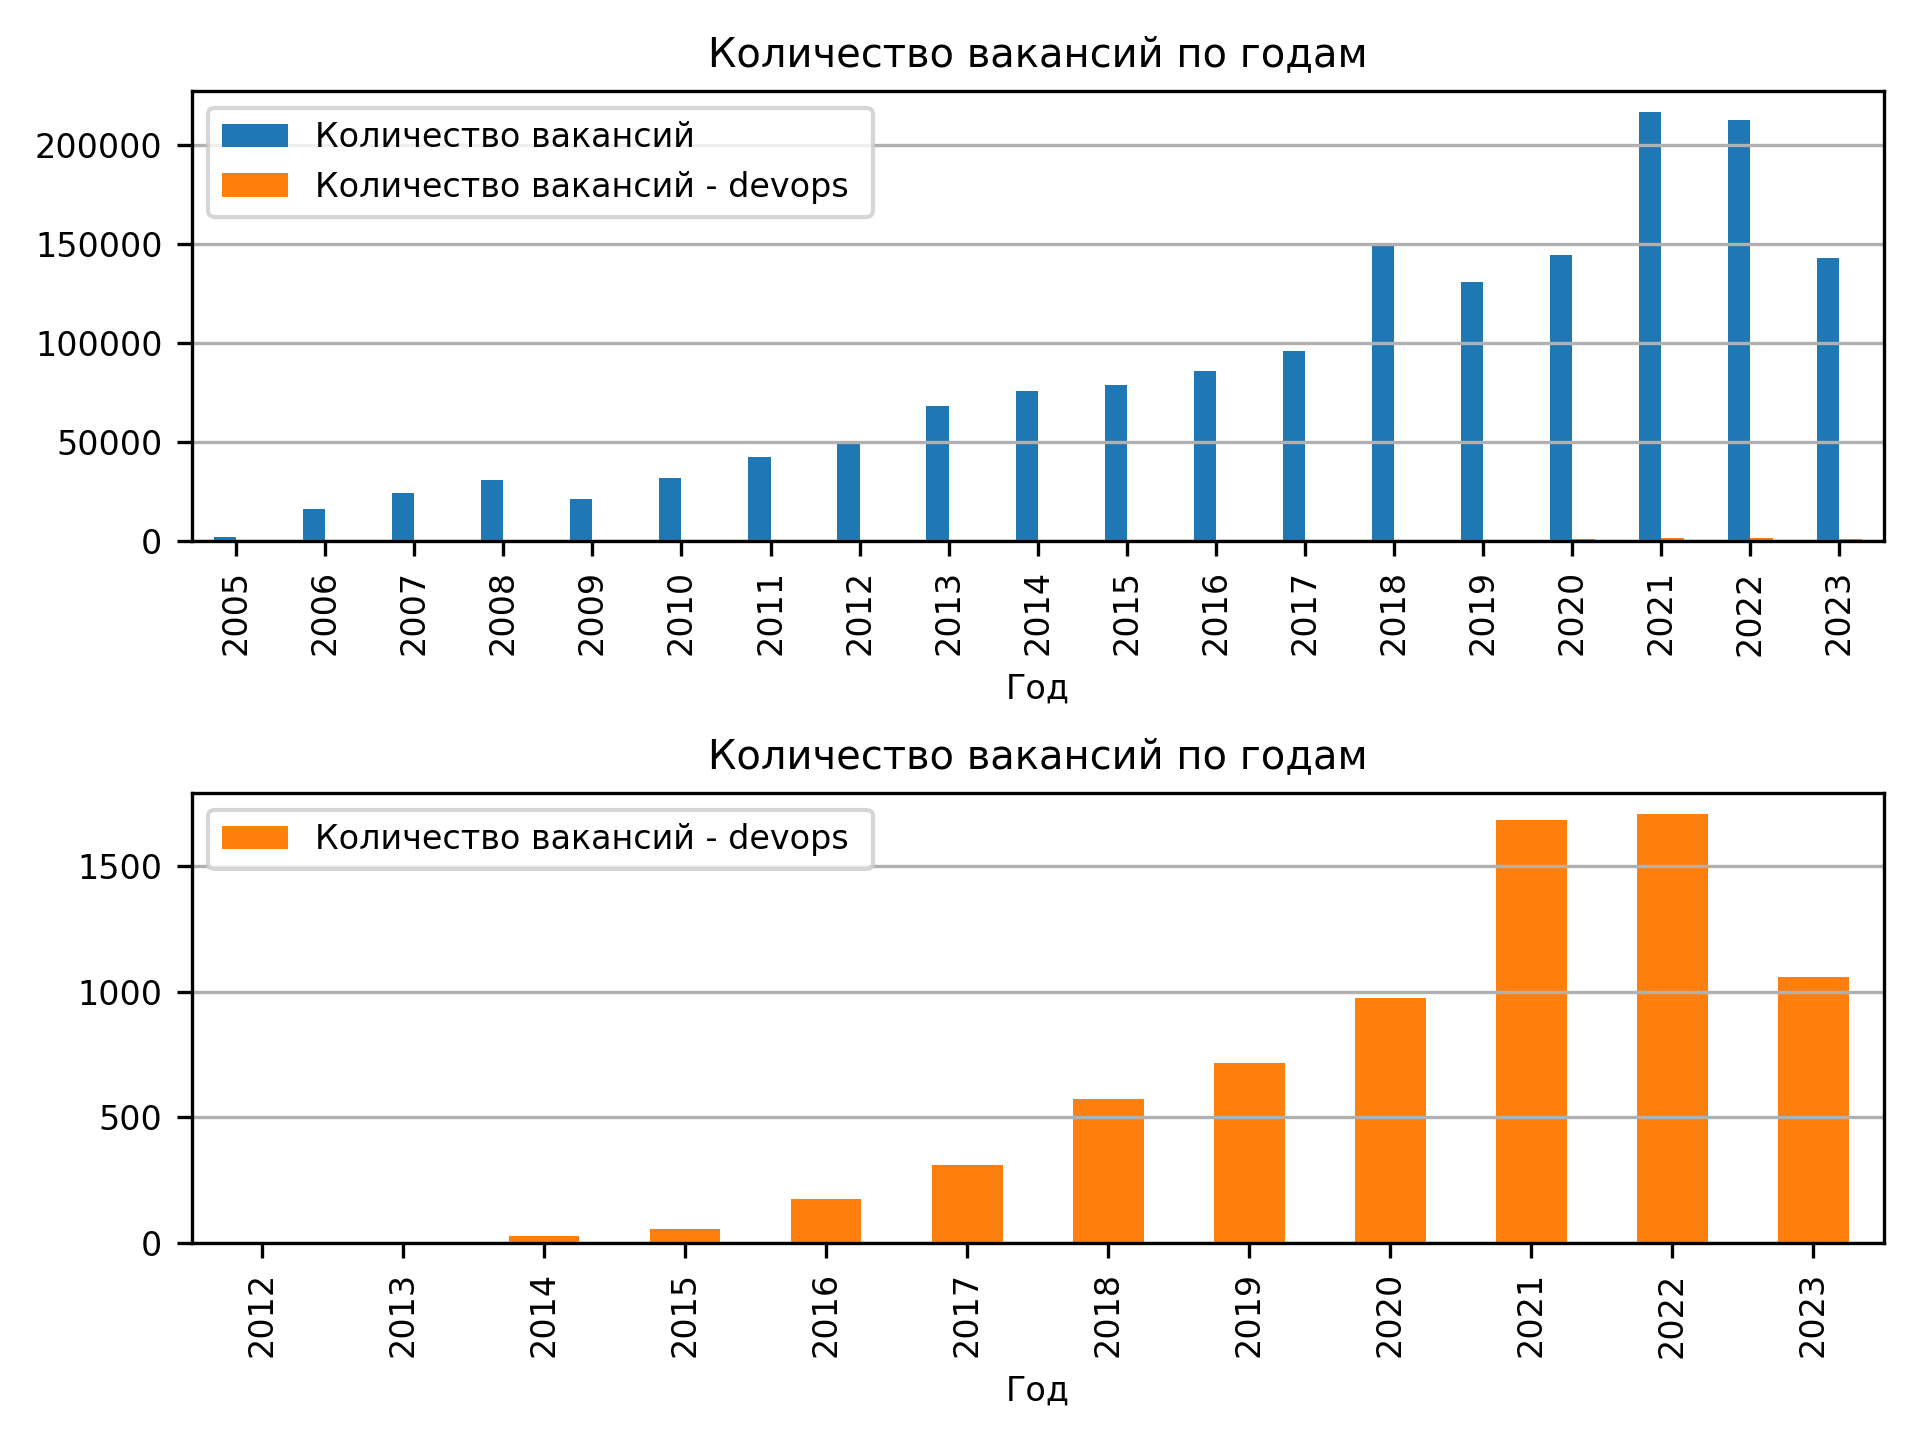 Количество вакансий по годам
Количество вакансий
Количество вакансий - devops
200000
150000
100000
50000
0
2005 2006 2007 2008 2009 2010 2011 2012 2013 2014 2015 2016 2017 2018 2019 2020 2021 2022 2023
Год
Количество вакансий по годам
Количество вакансий - devops
1500
1000
500
0
2012 2013 2014 2015 2016 2017 2018 2019 2020 2021 2022 2023
Год